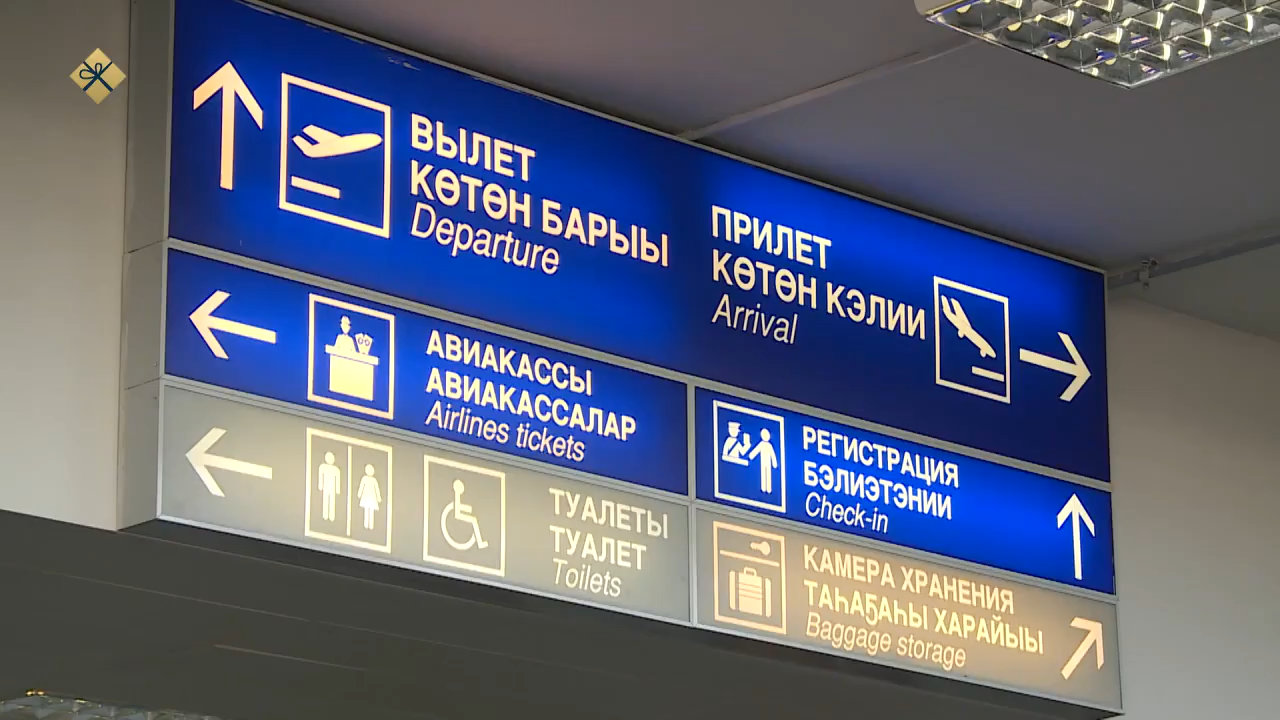 ВЫЛЕТ
КӨТӨН БАРЫЫ
Departure
ПРИЛЕТ
КӨТӨН КЭЛИИ
Arrival
АВИАКАССЫ
АВИАКАССАЛАР
Airlines tickets
РЕГИСТРАЦИЯ
БЭЛИЭТЭНИИ
Check-in
ТУАЛЕТЫ
ТУАЛЕТ
Toilets
КАМЕРА ХРАНЕНИЯ
ТАҺАҔАҺЫ ХАРАЙЫЫ
Baggage storage